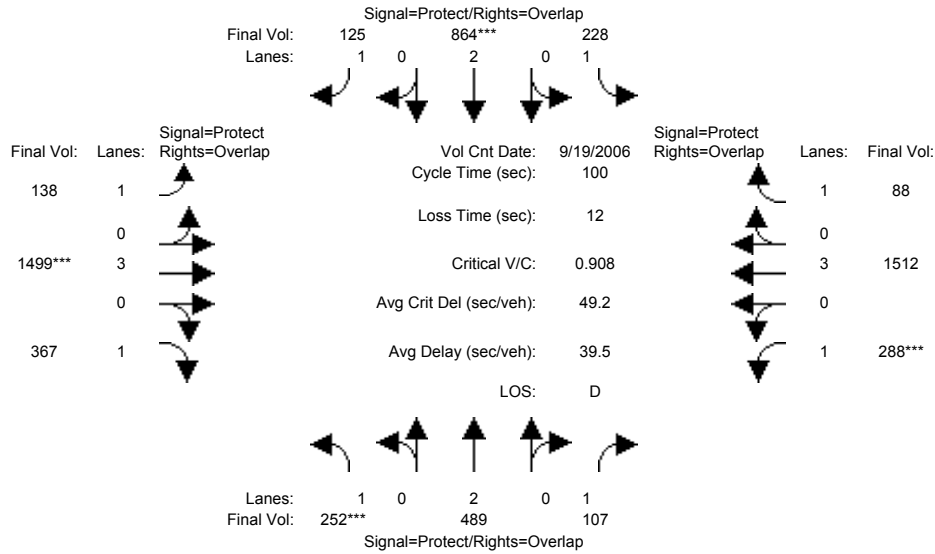 Signal=Protect/Rights=Overlap
Final Vol: 125 864*** 228
Lanes: 1 0 2 0 1
Signal=Protect Signal=Protect
Final Vol: Lanes: Rights=Overlap Vol Cnt Date: 9/19/2006 Rights=Overlap Lanes: Final Vol:
Cycle Time (sec): 100
138 1 1 88
Loss Time (sec): 12
0 0
1499*** 3 Critical V/C: 0.908 3 1512
0 Avg Crit Del (sec/veh): 49.2 0
367 1 Avg Delay (sec/veh): 39.5 1 288***
LOS: D
Lanes: 1 0 2 0 1
Final Vol: 252*** 489 107
Signal=Protect/Rights=Overlap